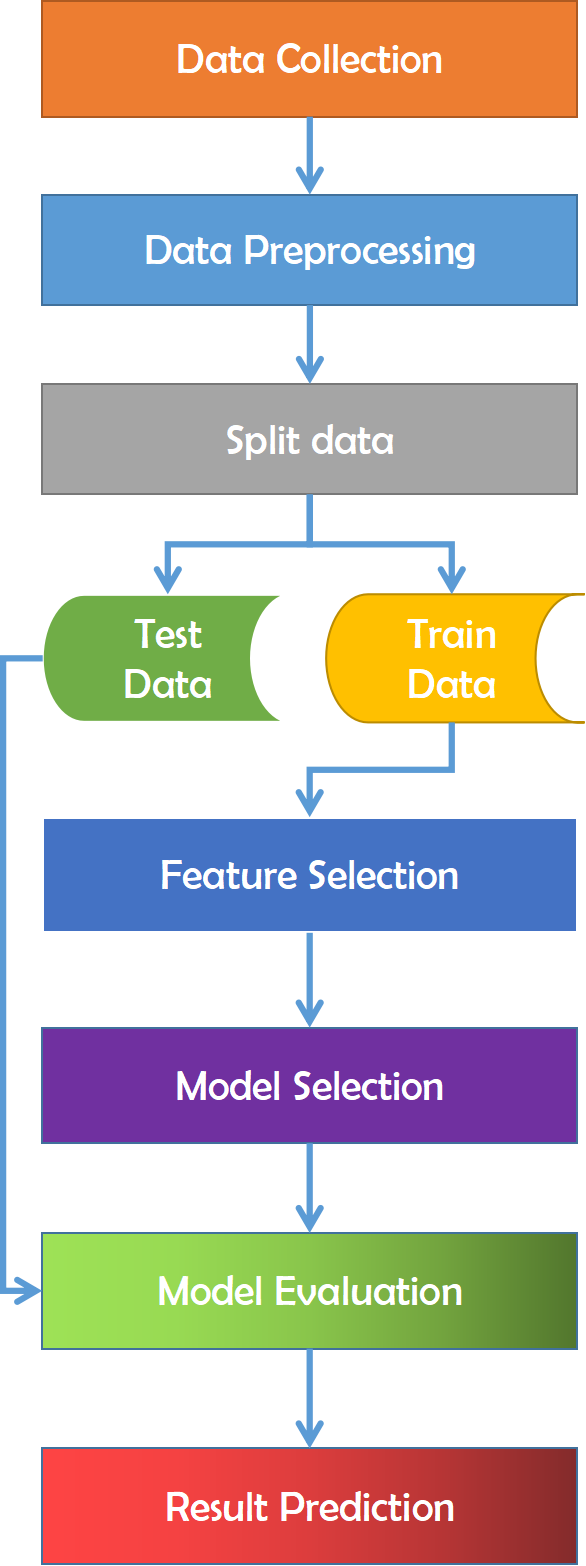 Data Collection
Data Preprocessing
Split data
Test
Data
Train
Data
Feature Selection
Model Selection
Model Evaluation
Result Prediction